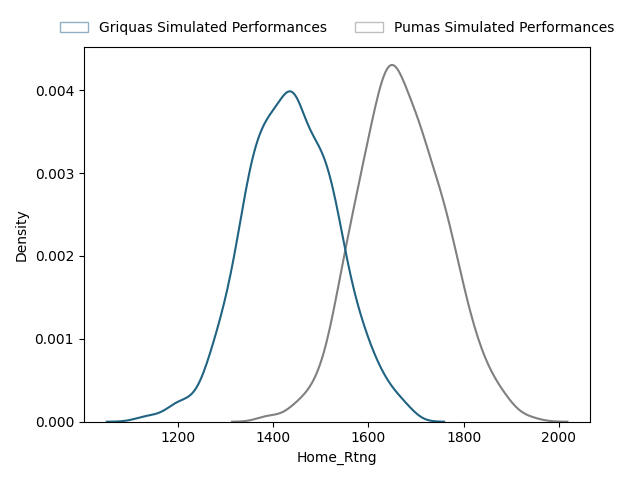 Griquas Simulated Performances Pumas Simulated Performances
0.004
0.003
0.002
0.001
0.000
Density
1200 1400 1600 1800 2000
Home_Rtng